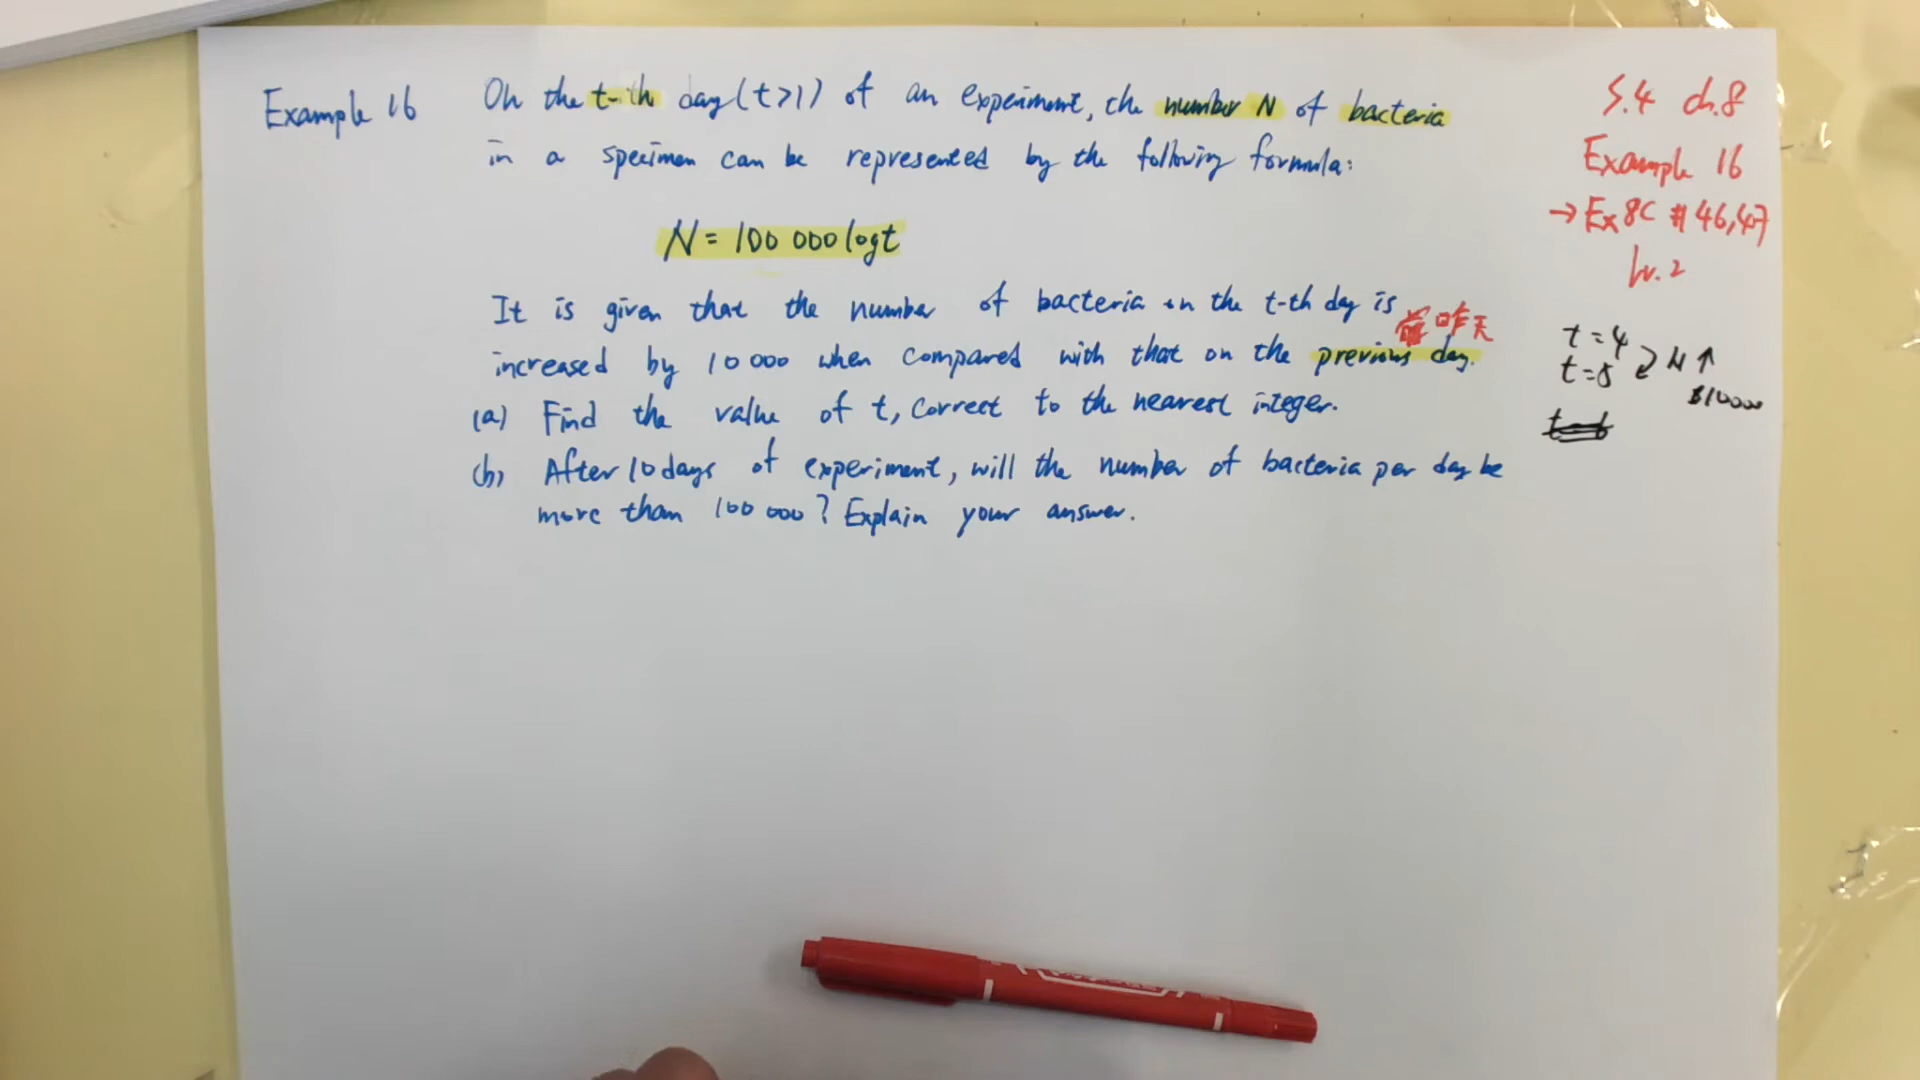 Example 16 On the t-th day (t>1) of an experiment, the number N of bacteria
in a specimen can be represented by the following formula:
N = 100 000 log t
It is given that the number of bacteria on the t-th day is
昨天
increased by 10 000 when compared with that on the previous day.
(a) Find the value of t, correct to the nearest integer.
(b) After 10 days of experiment, will the number of bacteria per day be
more than 100 000? Explain your answer.
S.4 ch.8
Example 16
→ Ex 8C # 46,47
Lv. 2
t=4
t=5
N ↑
10000